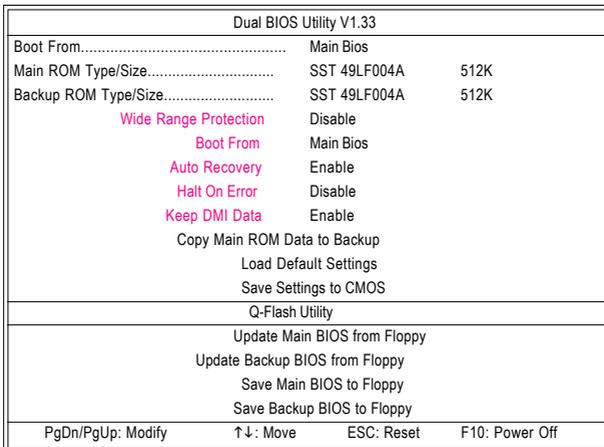 Dual BIOS Utility V1.33
Boot From................................................ Main Bios
Main ROM Type/Size.............................. SST 49LF004A 512K
Backup ROM Type/Size.......................... SST 49LF004A 512K
Wide Range Protection Disable
Boot From Main Bios
Auto Recovery Enable
Halt On Error Disable
Keep DMI Data Enable
Copy Main ROM Data to Backup
Load Default Settings
Save Settings to CMOS
Q-Flash Utility
Update Main BIOS from Floppy
Update Backup BIOS from Floppy
Save Main BIOS to Floppy
Save Backup BIOS to Floppy
PgDn/PgUp: Modify ↑↓: Move ESC: Reset F10: Power Off